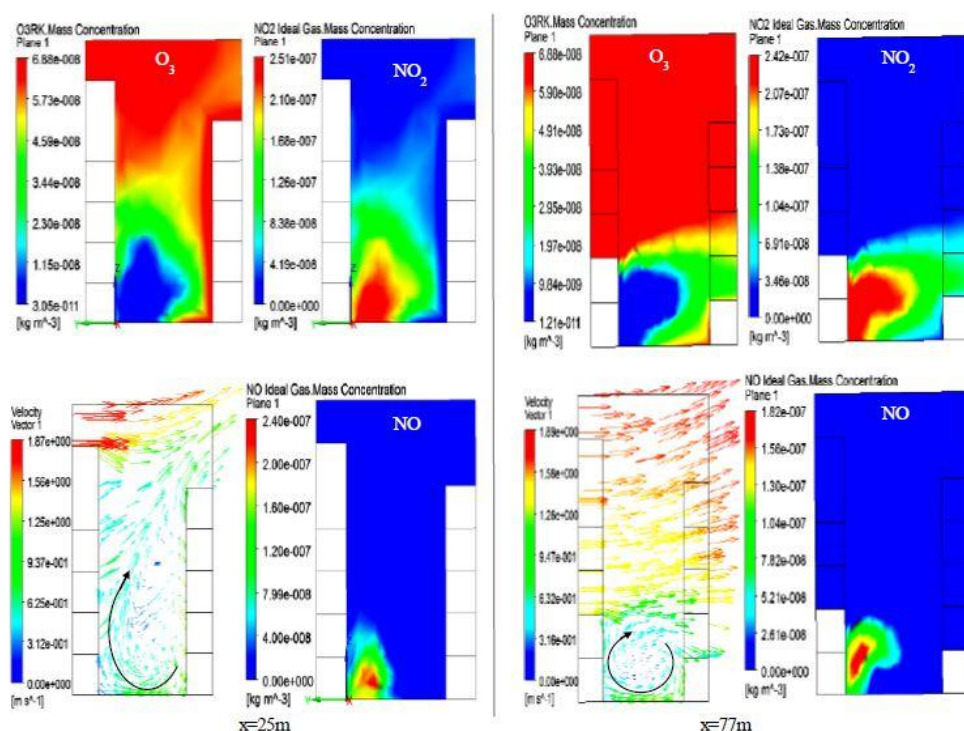 O3RK.Mass Concentration
Plane 1
6.88e-008
5.73e-008
4.59e-008
3.44e-008
2.30e-008
1.15e-008
3.05e-011
[kg m^-3]
O3
Z
Y
X
NO2 Ideal Gas.Mass Concentration
Plane 1
2.51e-007
2.10e-007
1.68e-007
1.26e-007
8.38e-008
4.19e-008
0.00e+000
[kg m^-3]
NO2
Z
Y
X
O3RK.Mass Concentration
Plane 1
6.88e-008
5.90e-008
4.91e-008
3.93e-008
2.95e-008
1.97e-008
9.84e-009
1.21e-011
[kg m^-3]
O3
NO2 Ideal Gas.Mass Concentration
Plane 1
2.42e-007
2.07e-007
1.73e-007
1.38e-007
1.04e-007
6.91e-008
3.46e-008
0.00e+000
[kg m^-3]
NO2
Velocity
Vector 1
1.87e+000
1.56e+000
1.25e+000
9.37e-001
6.25e-001
3.12e-001
0.00e+000
[m s^-1]
NO Ideal Gas.Mass Concentration
Plane 1
2.40e-007
2.00e-007
1.60e-007
1.20e-007
7.99e-008
4.00e-008
0.00e+000
[kg m^-3]
NO
X
Velocity
Vector 1
1.89e+000
1.58e+000
1.26e+000
9.47e-001
6.32e-001
3.16e-001
0.00e+000
[m s^-1]
NO Ideal Gas.Mass Concentration
Plane 1
1.82e-007
1.56e-007
1.30e-007
1.04e-007
7.82e-008
5.21e-008
2.61e-008
0.00e+000
[kg m^-3]
NO
x=25m
x=77m